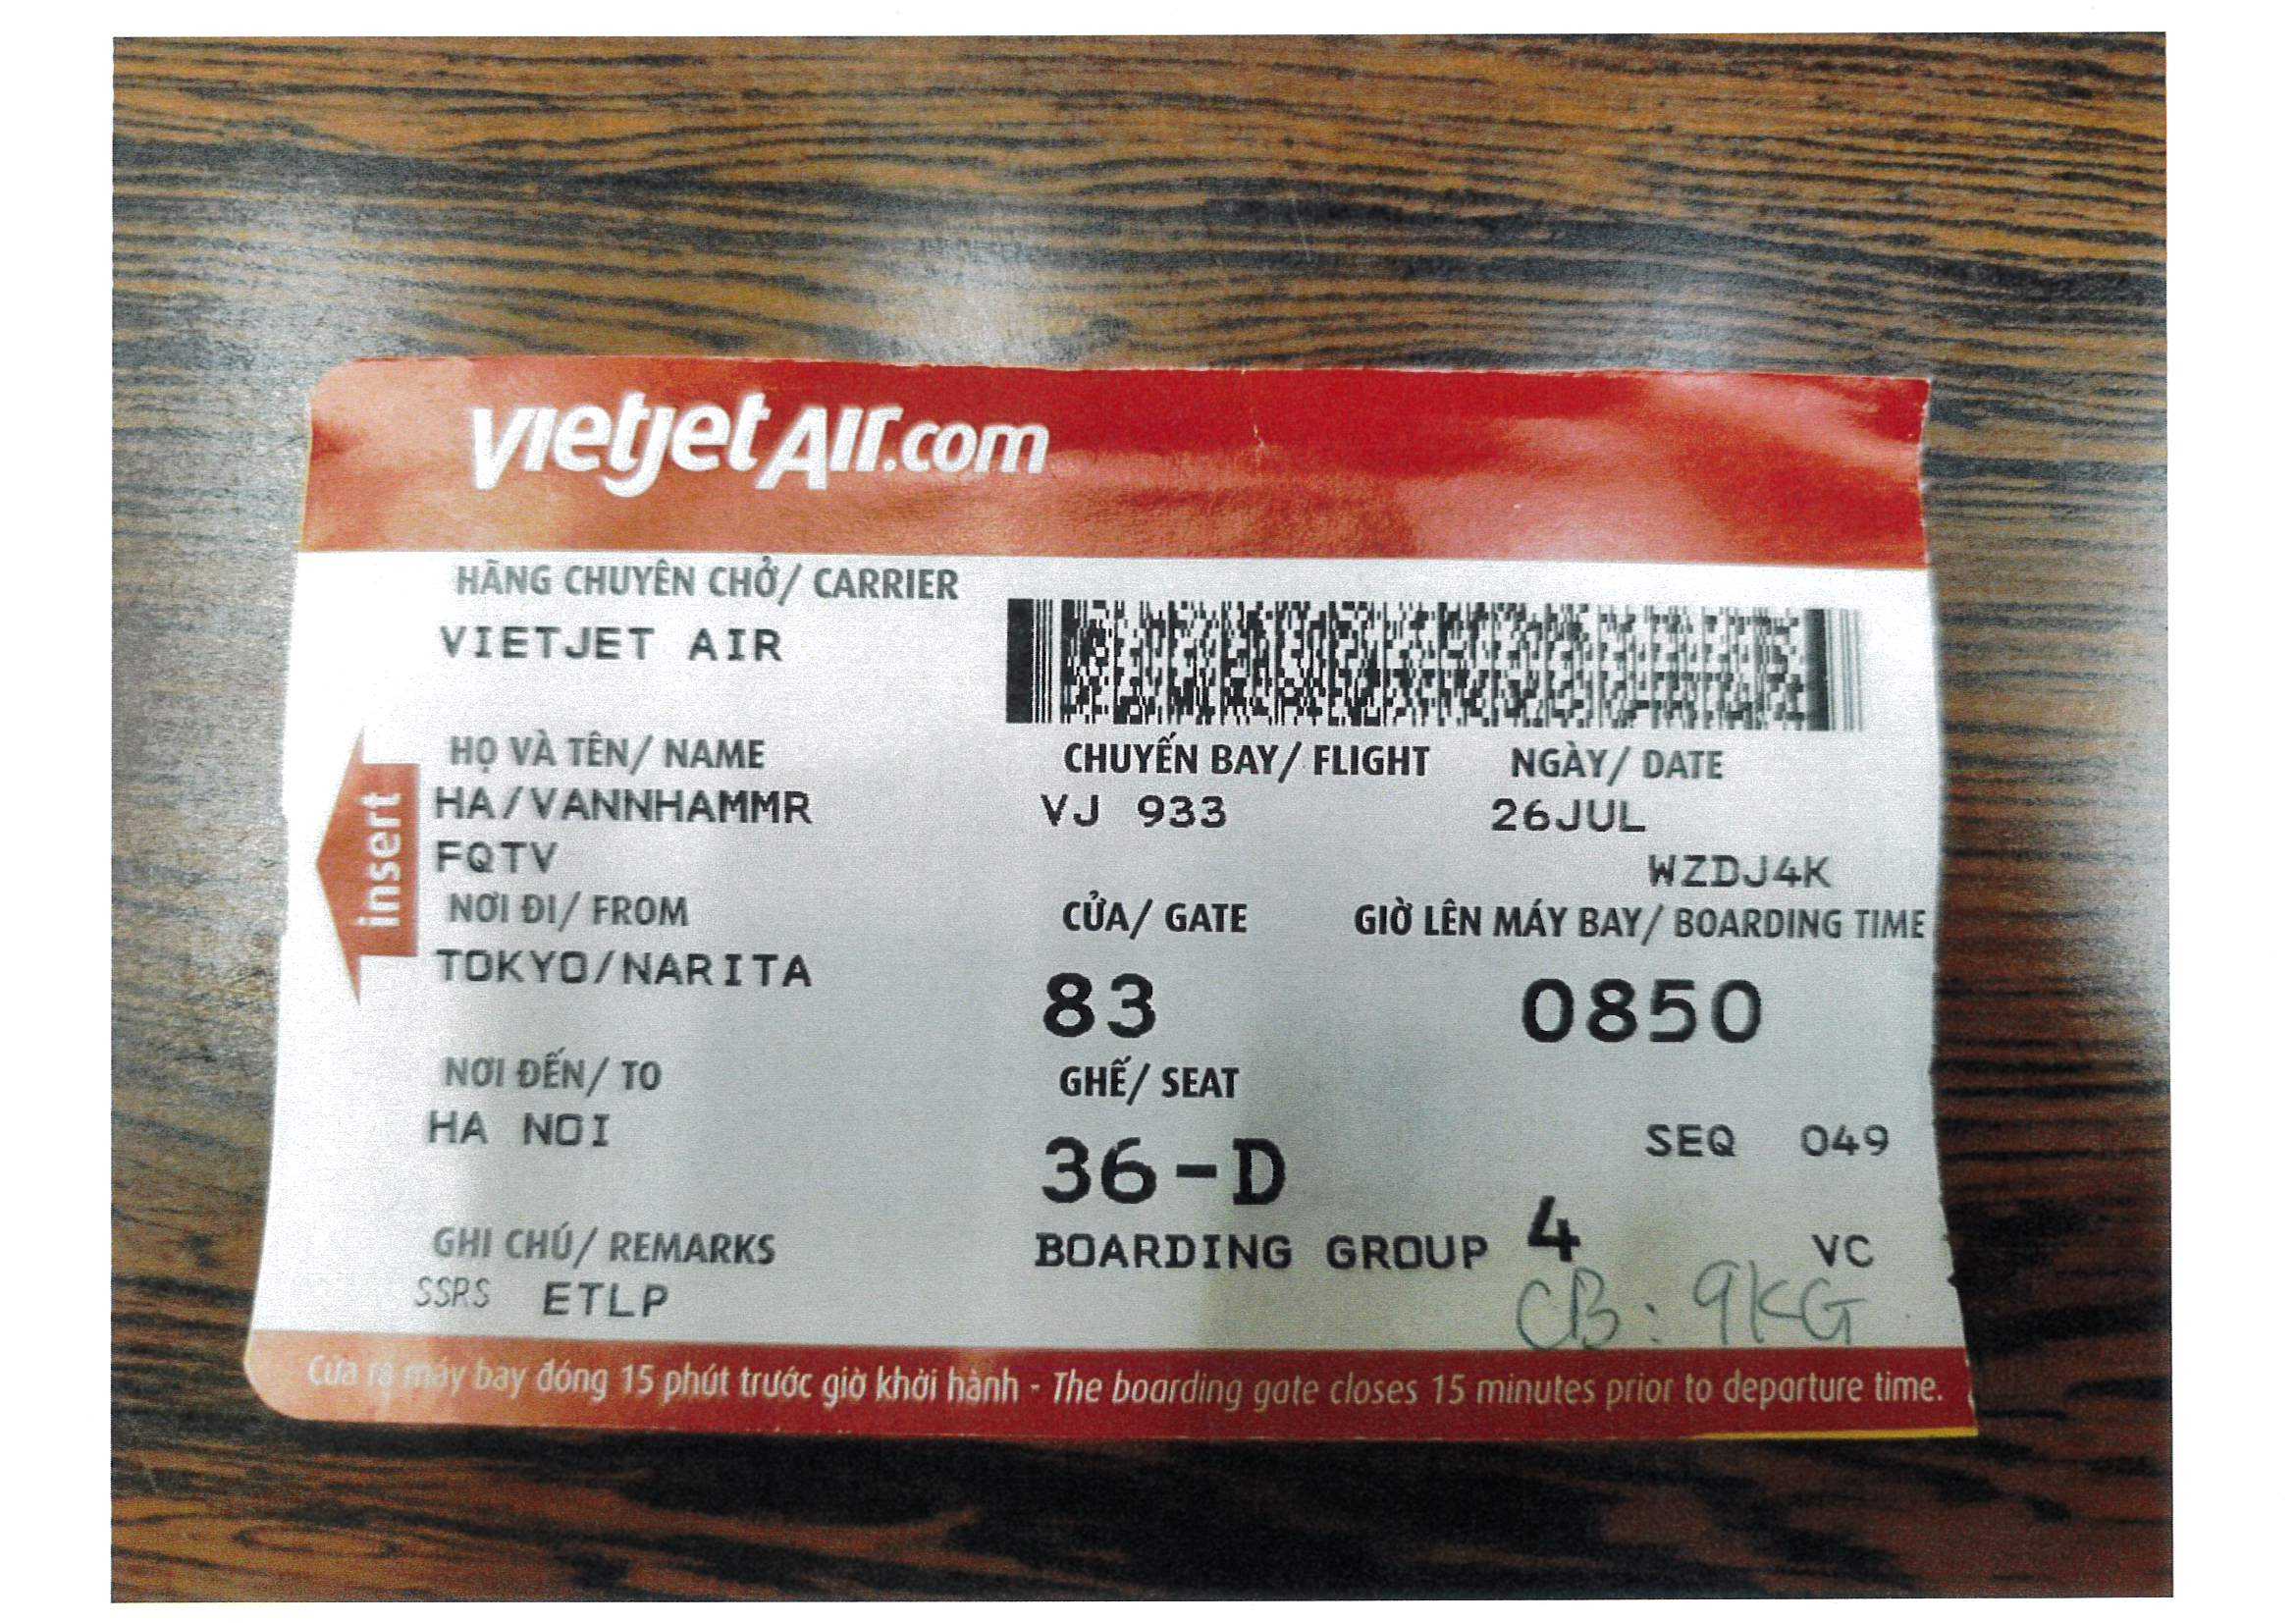 vietjetAir.com
HÃNG CHUYÊN CHỞ/ CARRIER
VIETJET AIR
HỌ VÀ TÊN/ NAME
HA/VANNHAMMR
FQTV
CHUYẾN BAY/ FLIGHT
VJ 933
NGÀY/ DATE
26JUL
WZDJ4K
insert
NƠI ĐI/ FROM
TOKYO/NARITA
CỬA/ GATE
83
GIỜ LÊN MÁY BAY/ BOARDING TIME
0850
NƠI ĐẾN/ TO
HA NOI
GHẾ/ SEAT
36-D
SEQ 049
BOARDING GROUP 4
VC
GHI CHÚ/ REMARKS
SSRS ETLP
CB: 9KG
Cửa ra máy bay đóng 15 phút trước giờ khởi hành - The boarding gate closes 15 minutes prior to departure time.